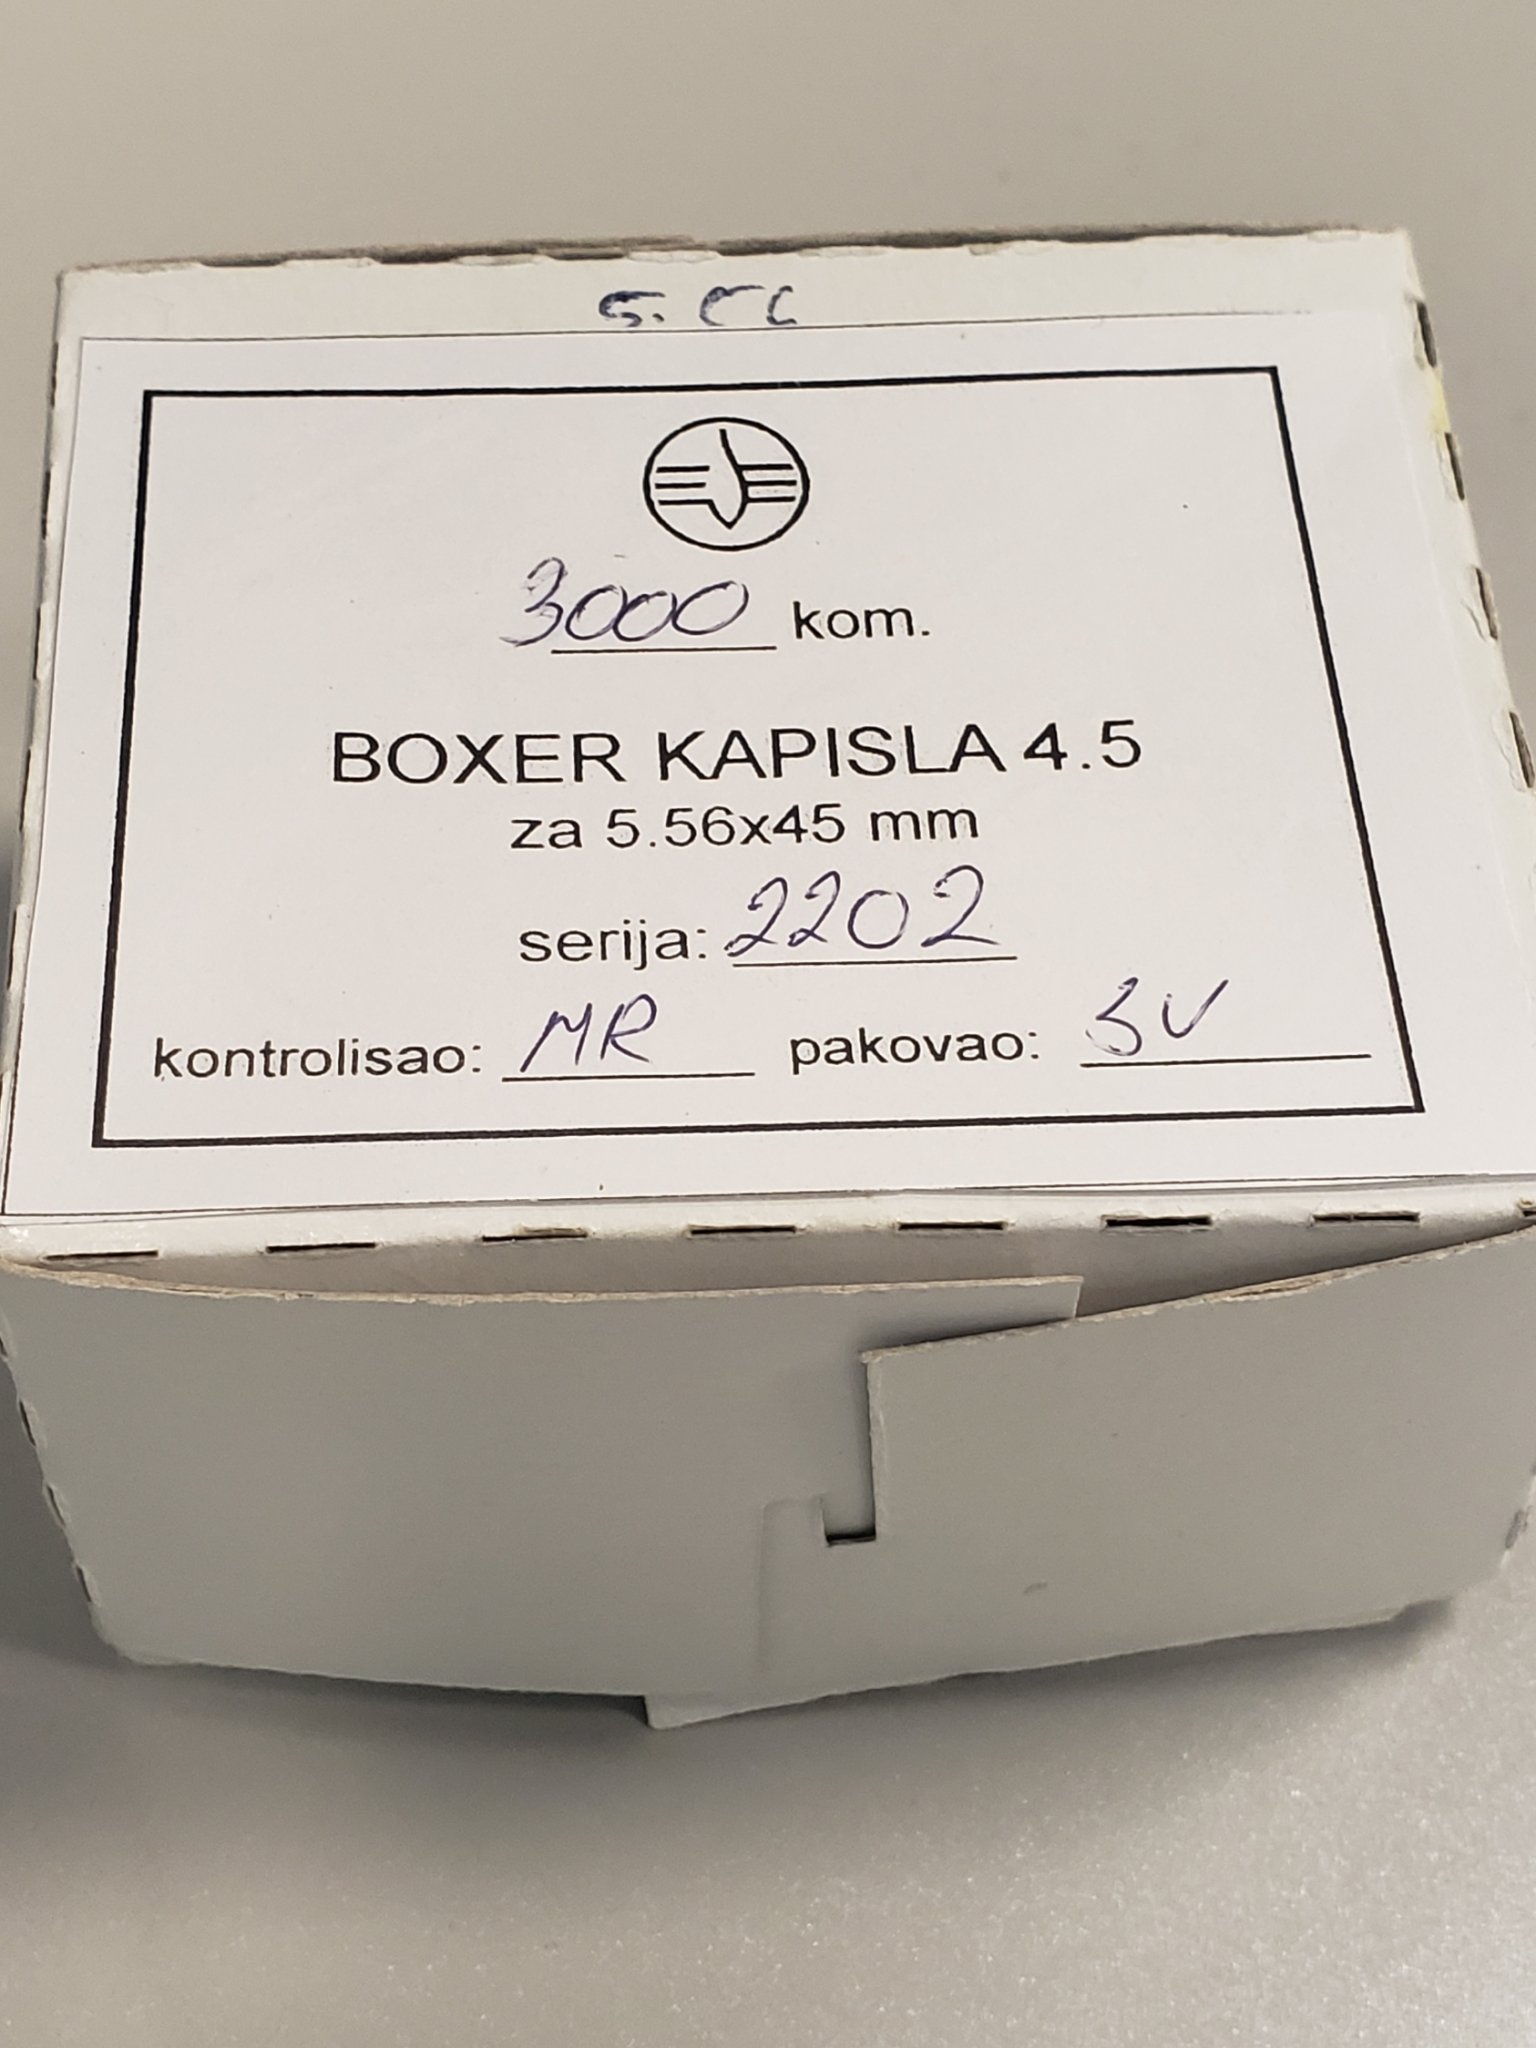 5.56
3000 kom.
BOXER KAPISLA 4.5
za 5.56x45 mm
serija: 2202
kontrolisao: MR pakovao: SV